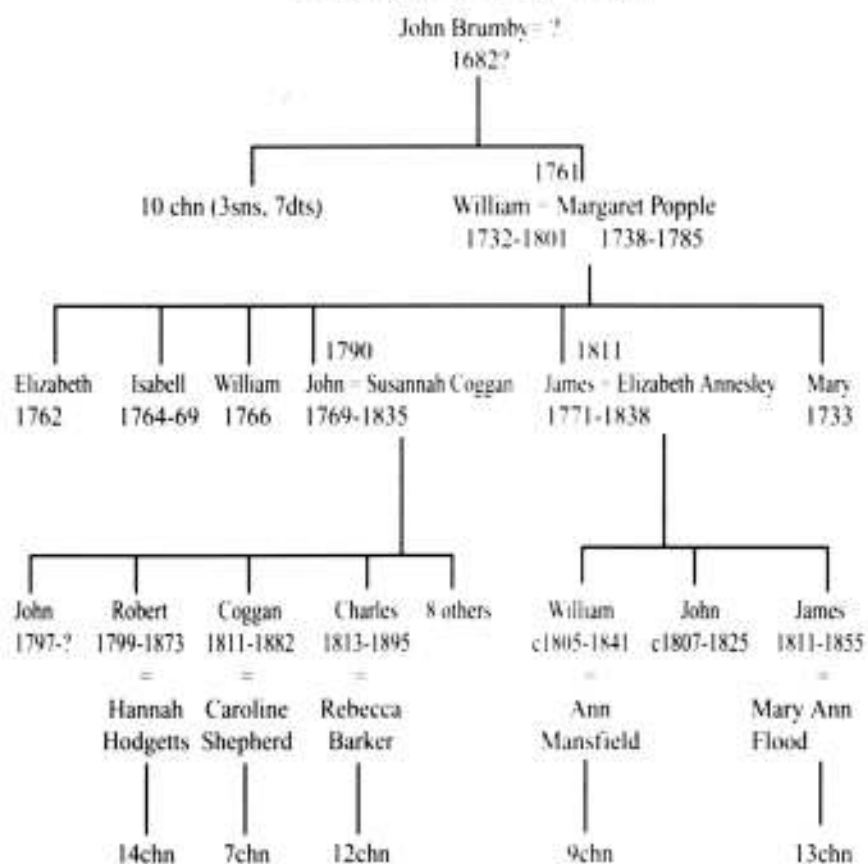 John Brumby = ?
1682?
1761
10 chn (3sns, 7dts) William = Margaret Popple
1732-1801 1738-1785
1790 1811
Elizabeth Isabell William John = Susannah Coggan James = Elizabeth Annesley Mary
1762 1764-69 1766 1769-1835 1771-1838 1733
John Robert Coggan Charles 8 others William John James
1797-? 1799-1873 1811-1882 1813-1895 c1805-1841 c1807-1825 1811-1855
= = = = =
Hannah Caroline Rebecca Ann Mary Ann
Hodgetts Shepherd Barker Mansfield Flood
14chn 7chn 12chn 9chn 13chn